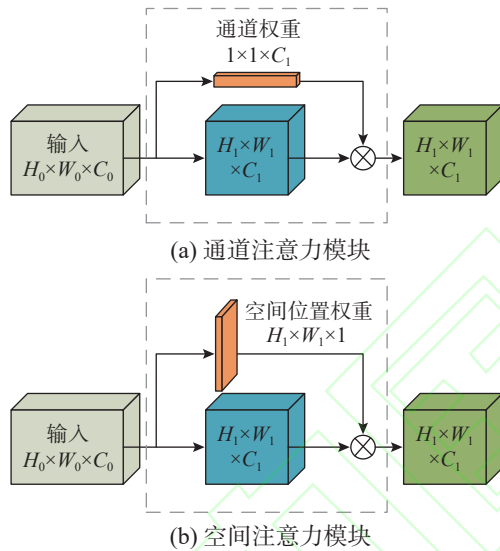 通道权重
1×1×C₁
输入
H₀×W₀×C₀
H₁×W₁
×C₁
H₁×W₁
×C₁
(a) 通道注意力模块
空间位置权重
H₁×W₁×1
输入
H₀×W₀×C₀
H₁×W₁
×C₁
H₁×W₁
×C₁
(b) 空间注意力模块